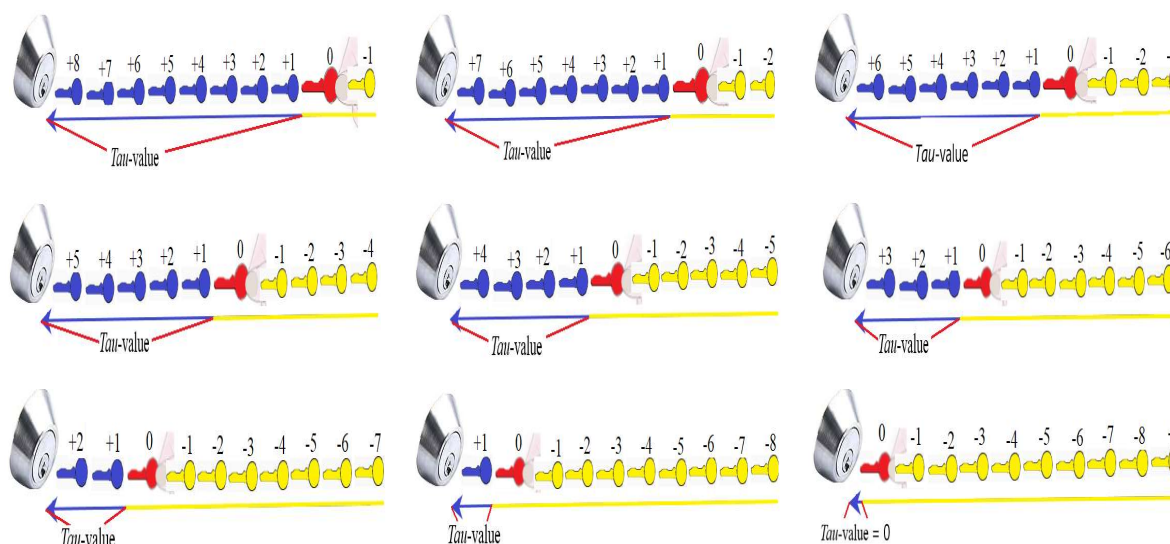 +8 +7 +6 +5 +4 +3 +2 +1 0 -1
Tau-value
+7 +6 +5 +4 +3 +2 +1 0 -1 -2
Tau-value
+6 +5 +4 +3 +2 +1 0 -1 -2
Tau-value
+5 +4 +3 +2 +1 0 -1 -2 -3 -4
Tau-value
+4 +3 +2 +1 0 -1 -2 -3 -4 -5
Tau-value
+3 +2 +1 0 -1 -2 -3 -4 -5 -6
Tau-value
+2 +1 0 -1 -2 -3 -4 -5 -6 -7
Tau-value
+1 0 -1 -2 -3 -4 -5 -6 -7 -8
Tau-value
0 -1 -2 -3 -4 -5 -6 -7 -8
Tau-value = 0